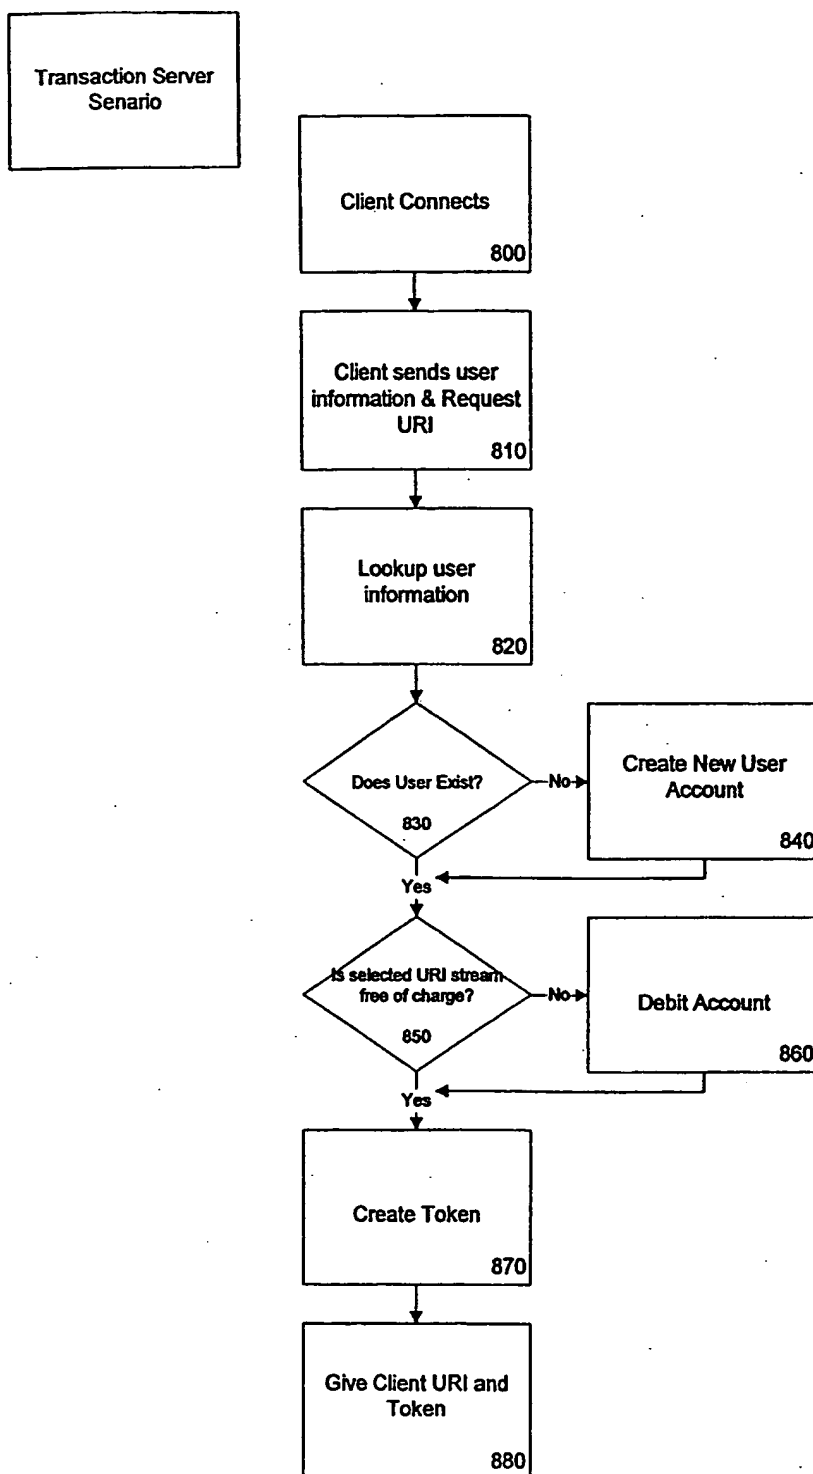 Transaction Server
Senario
Client Connects
800
Client sends user
information & Request
URI
810
Lookup user
information
820
Does User Exist?
830
No
Create New User
Account
840
Yes
Is selected URI stream
free of charge?
850
No
Debit Account
860
Yes
Create Token
870
Give Client URI and
Token
880